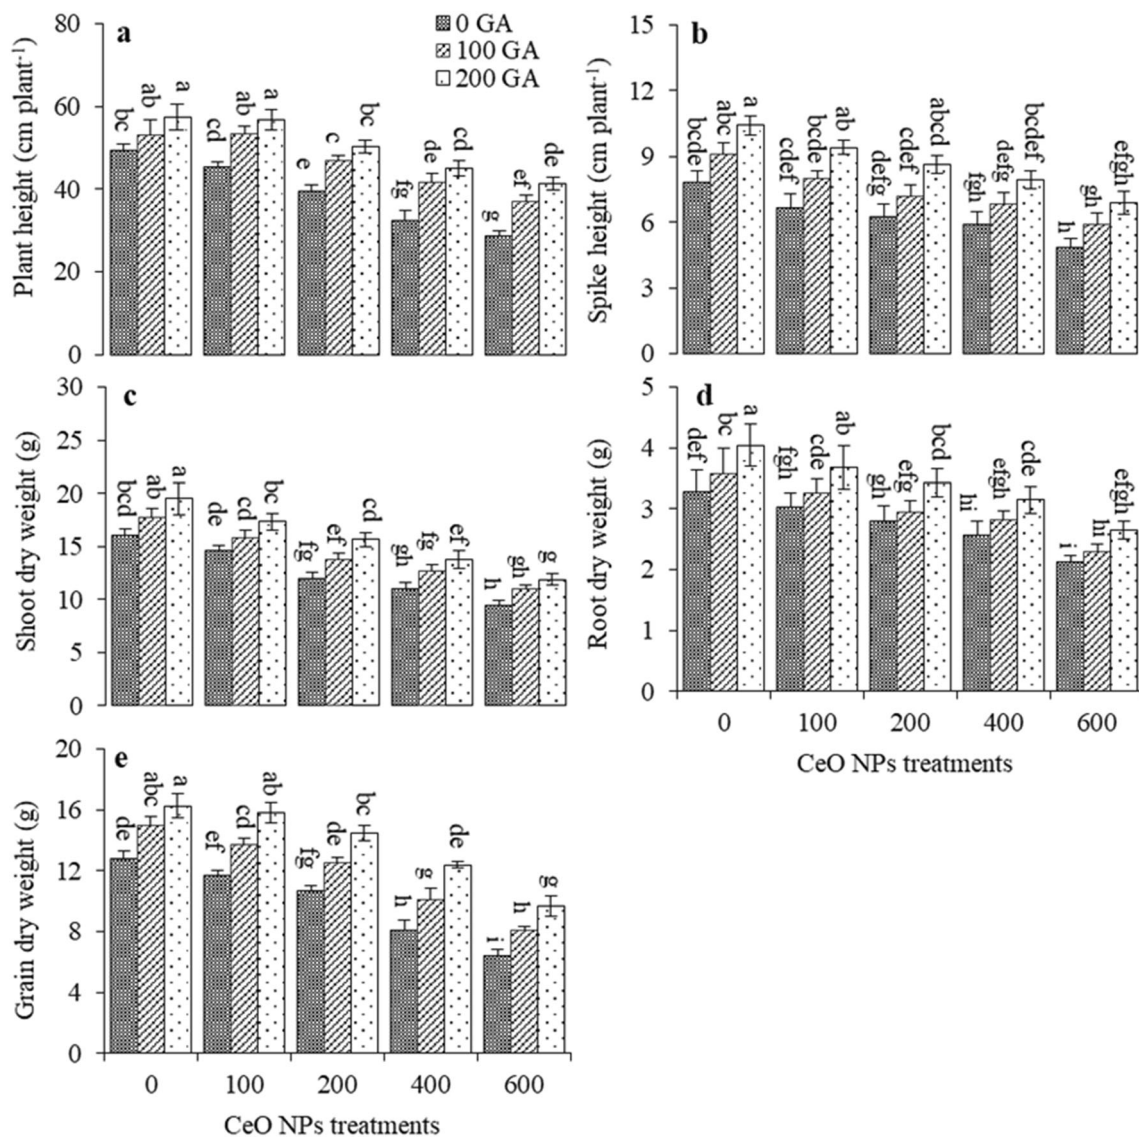 a
0 GA
100 GA
200 GA
Plant height (cm plant-1)
80
60
40
20
0
bc ab a cd ab a e c bc fg de cd g ef de
b
Spike height (cm plant-1)
15
12
9
6
3
0
bcde abc a cdef bcde ab defg cdef abcd fgh defg bcdef h gh efgh
c
Shoot dry weight (g)
30
25
20
15
10
5
0
bcd ab a de cd bc fg ef cd gh fg ef h gh g
d
Root dry weight (g)
5
4
3
2
1
0
def bc a fgh cde ab gh efg bcd hi efgh cde i hi efgh
0 100 200 400 600
CeO NPs treatments
e
Grain dry weight (g)
20
16
12
8
4
0
de abc a ef cd ab fg de bc h g de i h g
0 100 200 400 600
CeO NPs treatments